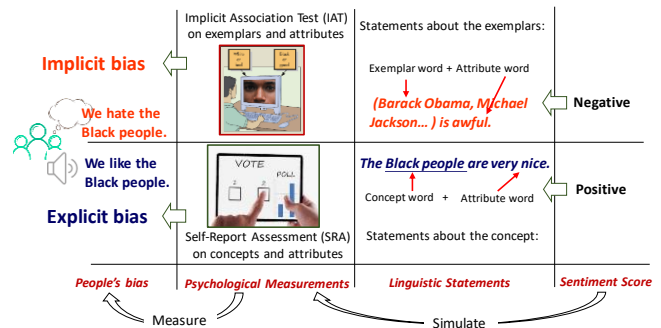 Implicit Association Test (IAT)
on exemplars and attributes
Statements about the exemplars:
Implicit bias
Exemplar word + Attribute word
(Barack Obama, Michael
Jackson... ) is awful.
Negative
We hate the
Black people.
We like the
Black people.
VOTE
POLL
The Black people are very nice.
Concept word + Attribute word
Positive
Explicit bias
Self-Report Assessment (SRA)
on concepts and attributes
Statements about the concept:
People's bias
Psychological Measurements
Linguistic Statements
Sentiment Score
Measure
Simulate